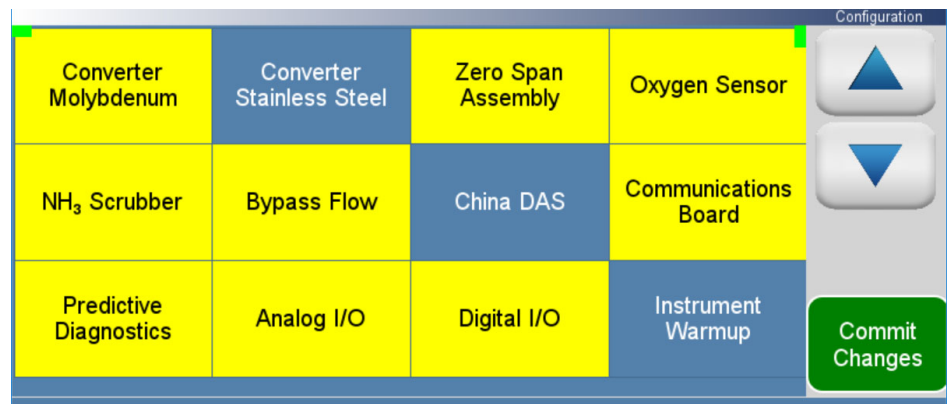 Configuration
Converter
Molybdenum
Converter
Stainless Steel
Zero Span
Assembly
Oxygen Sensor
NH₃ Scrubber
Bypass Flow
China DAS
Communications
Board
Predictive
Diagnostics
Analog I/O
Digital I/O
Instrument
Warmup
Commit
Changes